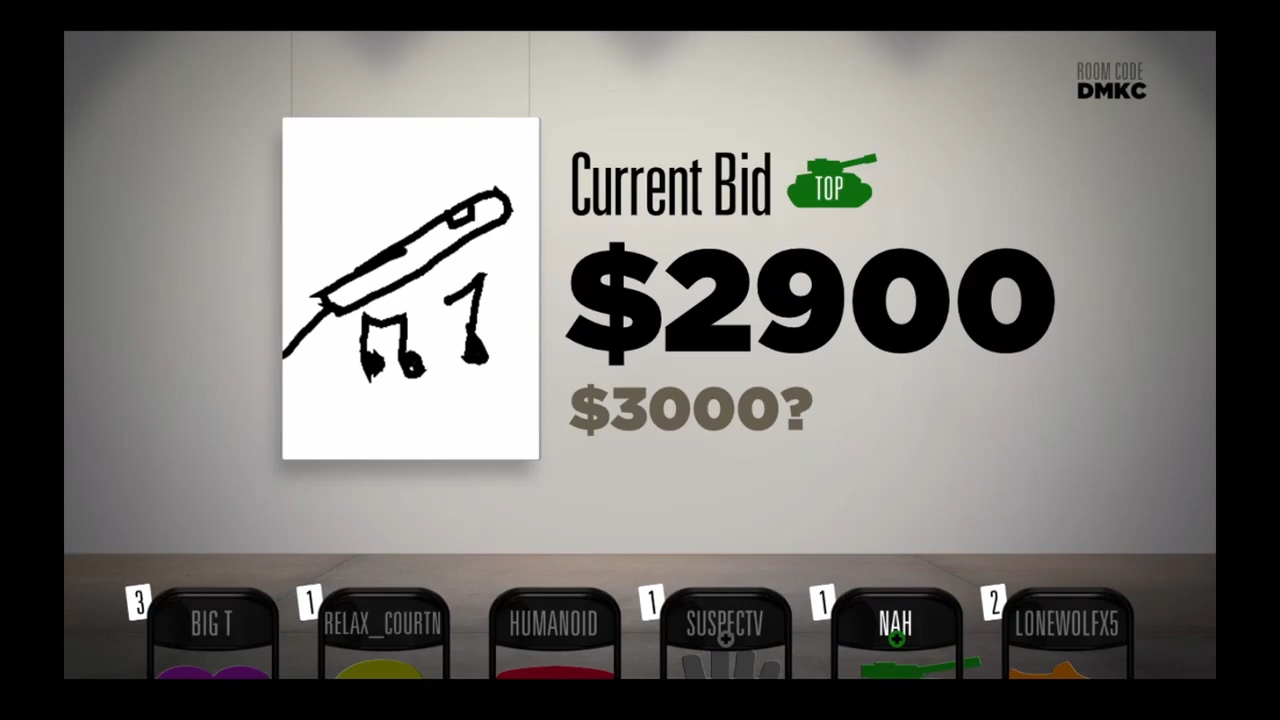 ROOM CODE
DMKC
Current Bid TOP
$2900
$3000?
3 BIG T 1 RELAX_COURTN HUMANOID 1 SUSPECTV 1 NAH 2 LONEWOLFX5